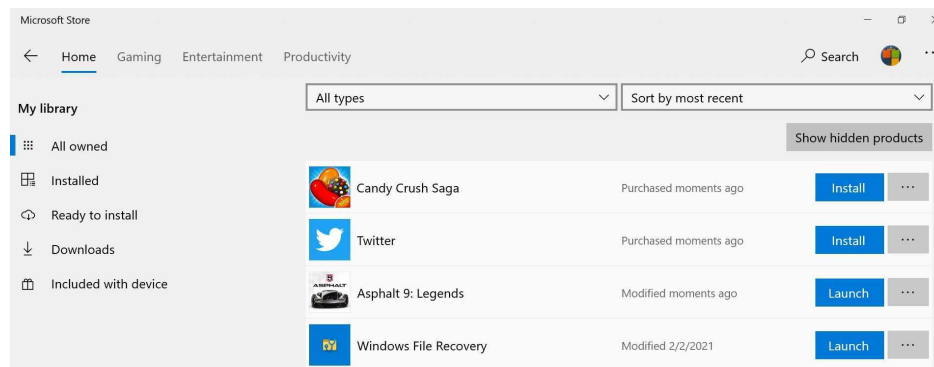 Microsoft Store
Home Gaming Entertainment Productivity Search
My library
All types Sort by most recent
Show hidden products
All owned
Installed
Ready to install
Downloads
Included with device
Candy Crush Saga Purchased moments ago Install
Twitter Purchased moments ago Install
9
ASPHALT
Asphalt 9: Legends Modified moments ago Launch
Windows File Recovery Modified 2/2/2021 Launch